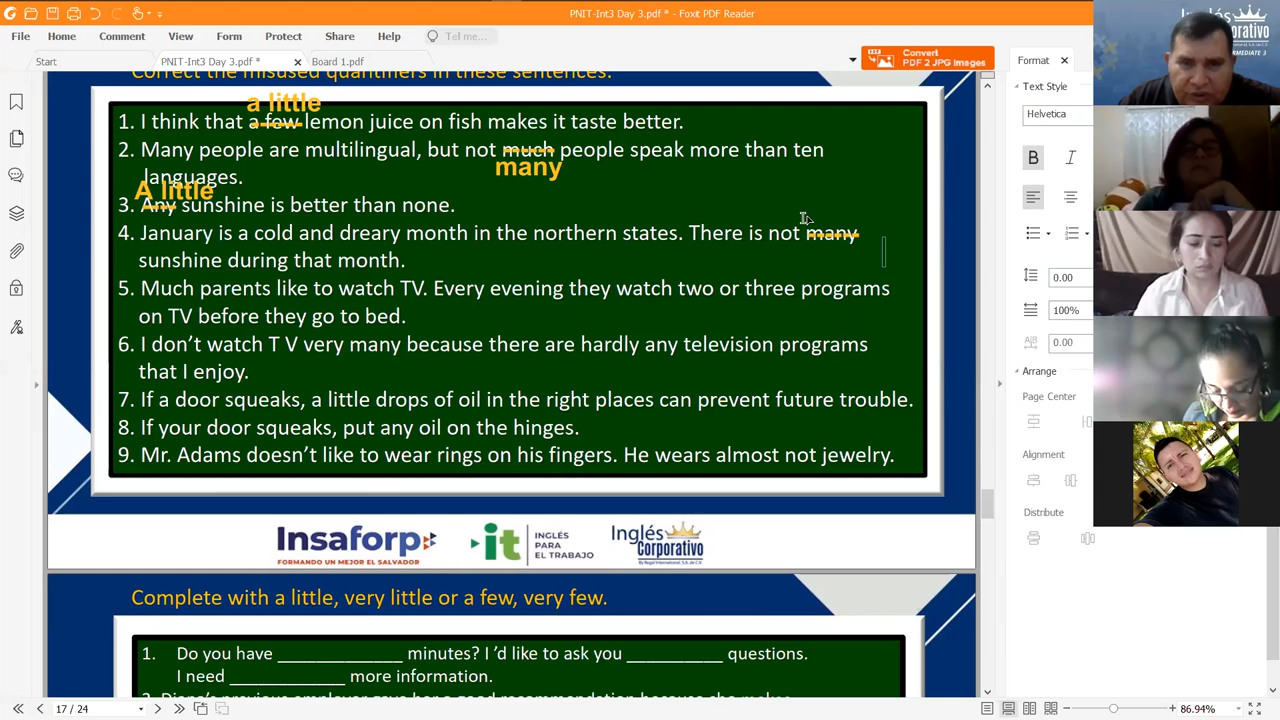 PNIT-Int3 Day 3.pdf * - Foxit PDF Reader
File Home Comment View Form Protect Share Help Tell me...
Start PNIT-Int3 Day 3.pdf * Board 1.pdf
Convert
PDF 2 JPG Images
Correct the misused quantifiers in these sentences.
a little
1. I think that a few lemon juice on fish makes it taste better.
2. Many people are multilingual, but not much people speak more than ten
many
languages.
A little
3. Any sunshine is better than none.
4. January is a cold and dreary month in the northern states. There is not many
sunshine during that month.
5. Much parents like to watch TV. Every evening they watch two or three programs
on TV before they go to bed.
6. I don't watch T V very many because there are hardly any television programs
that I enjoy.
7. If a door squeaks, a little drops of oil in the right places can prevent future trouble.
8. If your door squeaks, put any oil on the hinges.
9. Mr. Adams doesn't like to wear rings on his fingers. He wears almost not jewelry.
Insaforp
FORMANDO UN MEJOR EL SALVADOR
it
INGLÉS
PARA
EL TRABAJO
Inglés
Corporativo
By Regal International, S.A. de C.V.
Complete with a little, very little or a few, very few.
1. Do you have _____________ minutes? I 'd like to ask you __________ questions.
I need ____________ more information.
17 / 24
86.94%
Format
Text Style
Helvetica
B I
0.00
100%
0.00
Arrange
Page Center
Alignment
Distribute
Inglés
Corporativo